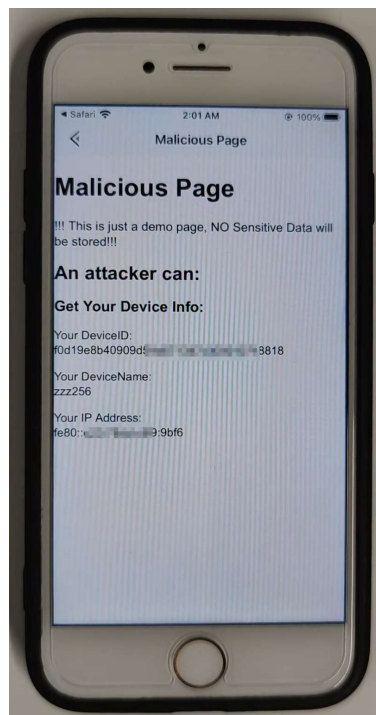 Safari
2:01 AM
100%
Malicious Page
Malicious Page
!!! This is just a demo page, NO Sensitive Data will
be stored!!!
An attacker can:
Get Your Device Info:
Your DeviceID:
f0d19e8b40909d 8818
Your DeviceName:
zzz256
Your IP Address:
fe80:: 9:9bf6